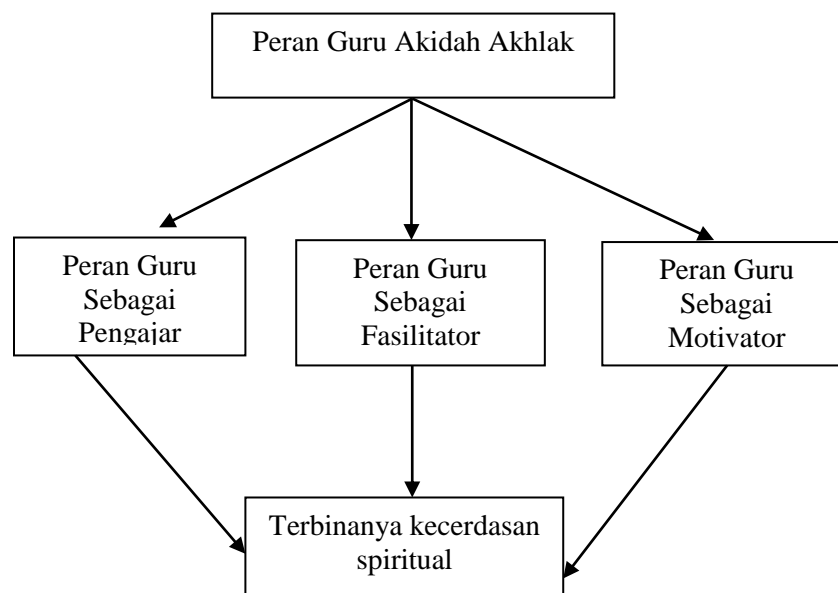 Peran Guru Akidah Akhlak
Peran Guru
Sebagai
Pengajar
Peran Guru
Sebagai
Fasilitator
Peran Guru
Sebagai
Motivator
Terbinanya kecerdasan
spiritual